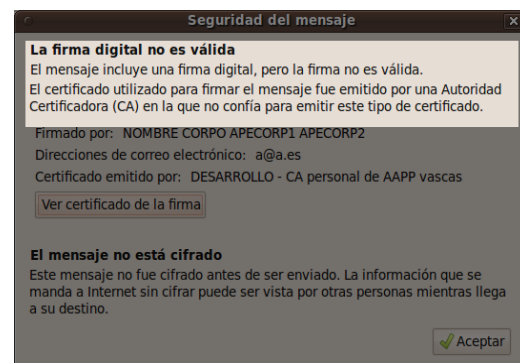 Seguridad del mensaje
La firma digital no es válida
El mensaje incluye una firma digital, pero la firma no es válida.
El certificado utilizado para firmar el mensaje fue emitido por una Autoridad
Certificadora (CA) en la que no confía para emitir este tipo de certificado.
Firmado por: NOMBRE CORPO APECORP1 APECORP2
Direcciones de correo electrónico: a@a.es
Certificado emitido por: DESARROLLO - CA personal de AAPP vascas
Ver certificado de la firma
El mensaje no está cifrado
Este mensaje no fue cifrado antes de ser enviado. La información que se
manda a Internet sin cifrar puede ser vista por otras personas mientras llega
a su destino.
Aceptar